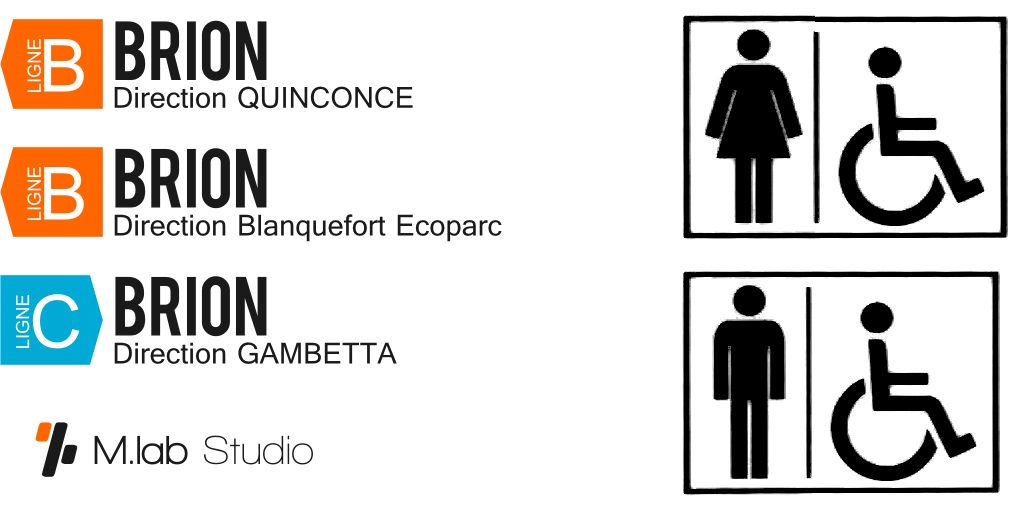 LIGNE B
BRION
Direction QUINCONCE
LIGNE B
BRION
Direction Blanquefort Ecoparc
LIGNE C
BRION
Direction GAMBETTA
M.lab Studio